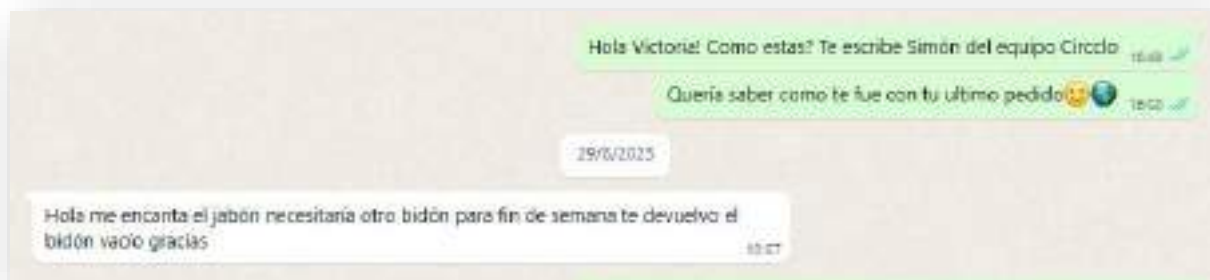 Hola Victoria! Como estas? Te escribe Simón del equipo Circclo
Quería saber como te fue con tu ultimo pedido
29/6/2025
Hola me encanta el jabón necesitaría otro bidón para fin de semana te devuelvo el
bidón vacío gracias